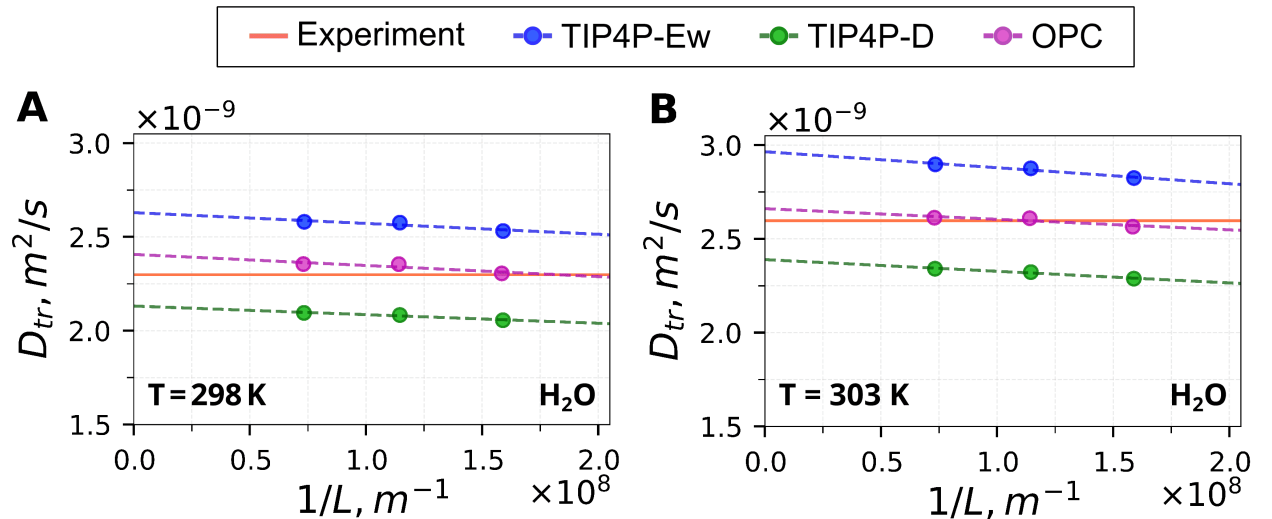 Experiment TIP4P-Ew TIP4P-D OPC
A
×10⁻⁹
3.0
2.5
2.0
1.5
D_tr, m²/s
T = 298 K H₂O
0.0 0.5 1.0 1.5 2.0
1/L, m⁻¹ ×10⁸
B
×10⁻⁹
3.0
2.5
2.0
1.5
D_tr, m²/s
T = 303 K H₂O
0.0 0.5 1.0 1.5 2.0
1/L, m⁻¹ ×10⁸